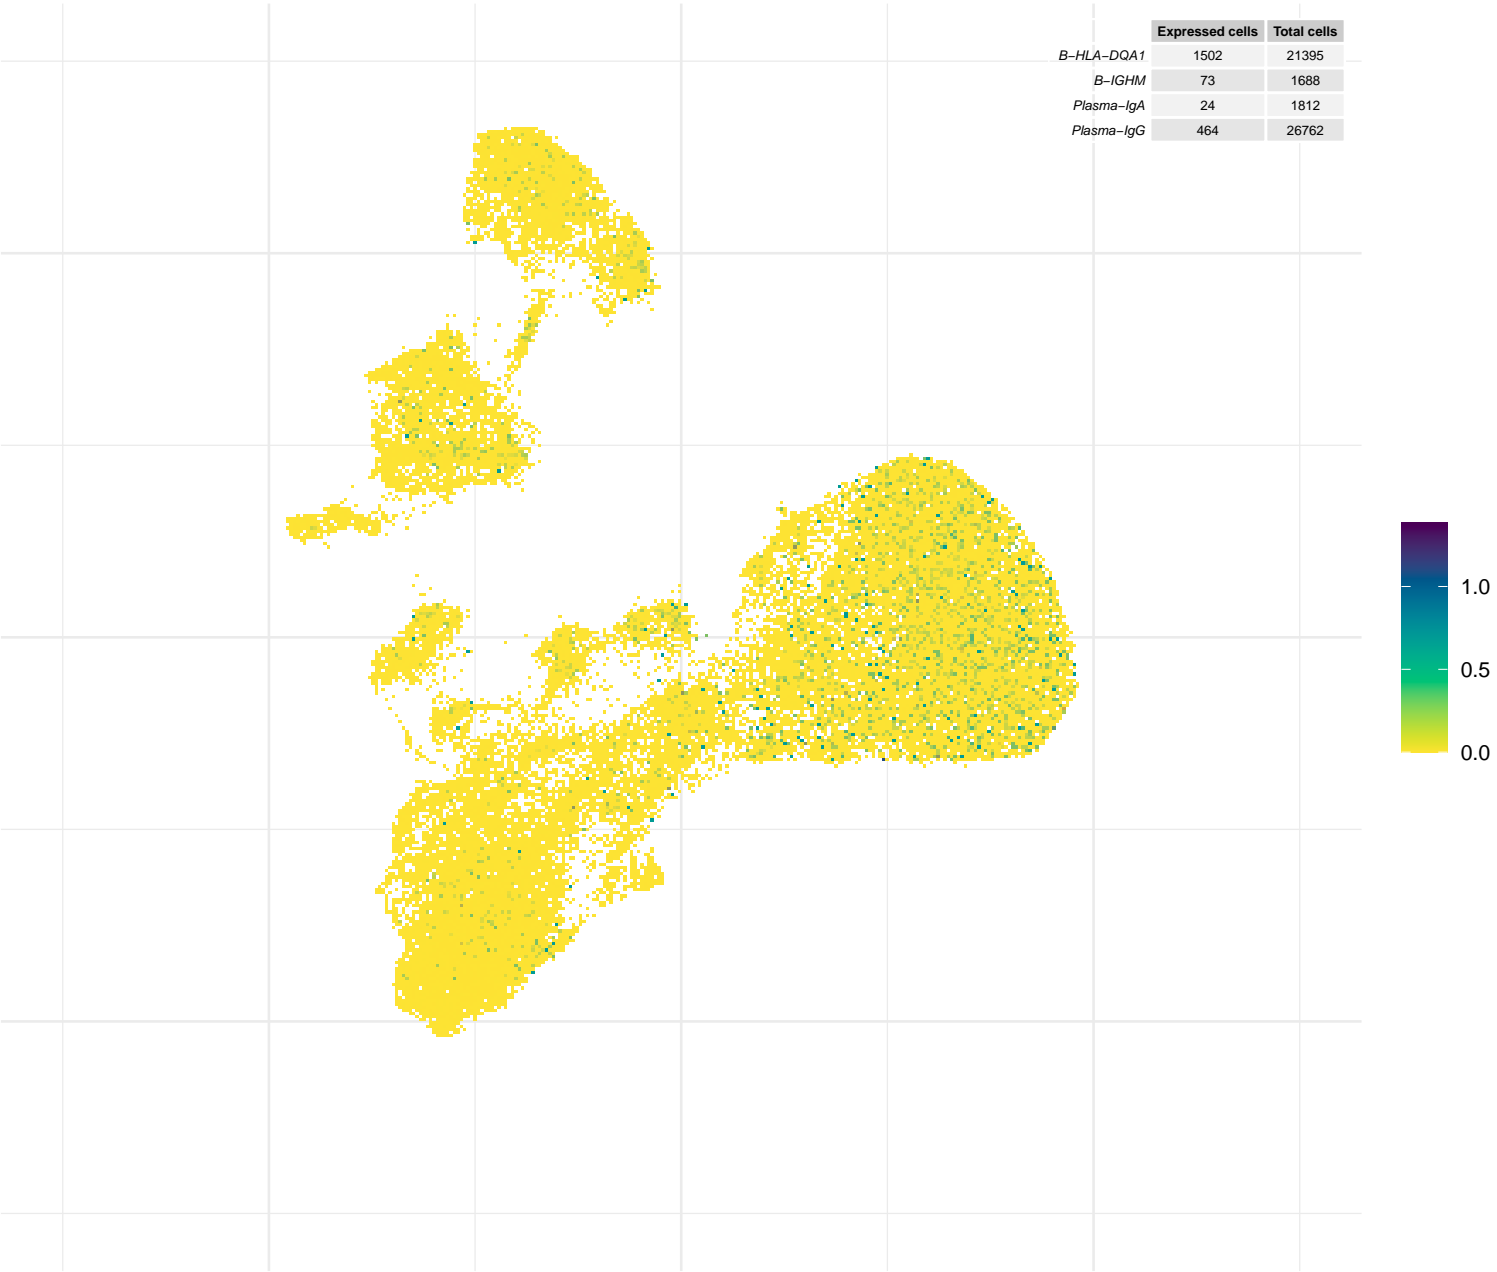 Expressed cells Total cells
B−HLA−DQA1 1502 21395
B−IGHM 73 1688
Plasma−IgA 24 1812
Plasma−IgG 464 26762
1.0
0.5
0.0